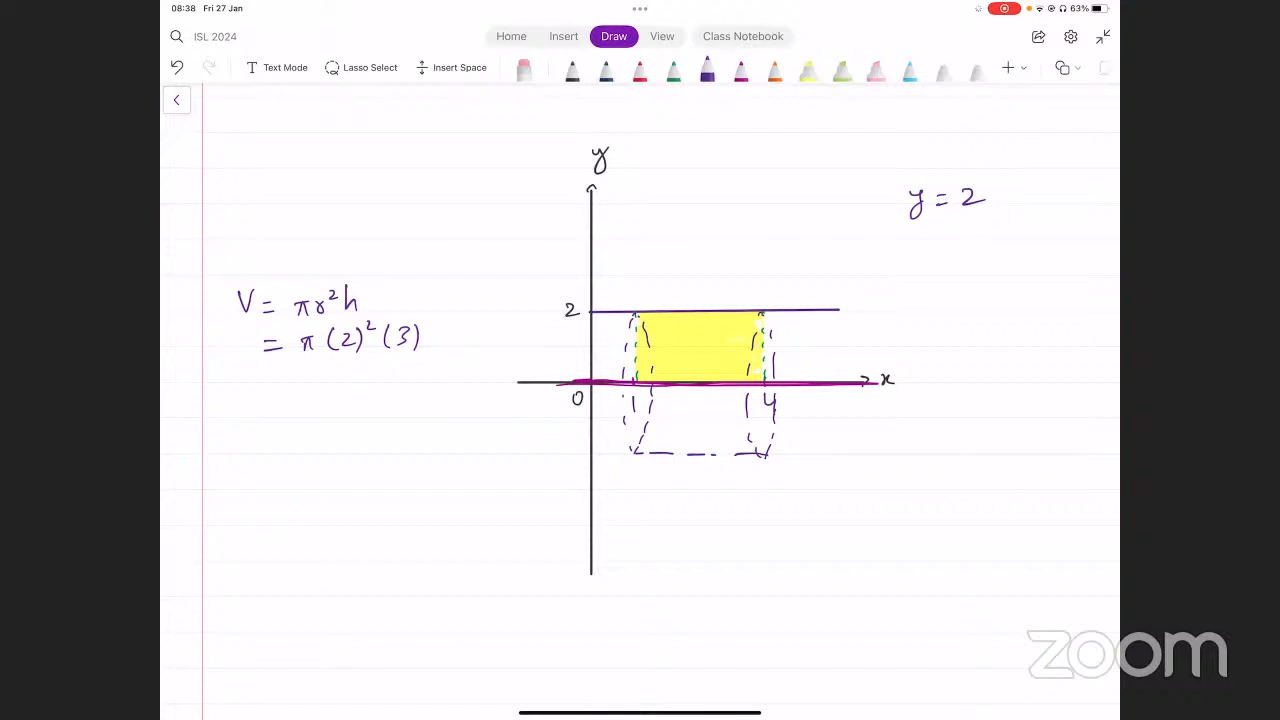 08:38 Fri 27 Jan
63%
ISL 2024
Home Insert Draw View Class Notebook
Text Mode Lasso Select Insert Space
y
y = 2
V = πr²h
= π(2)²(3)
2
x
0 1 4
zoom